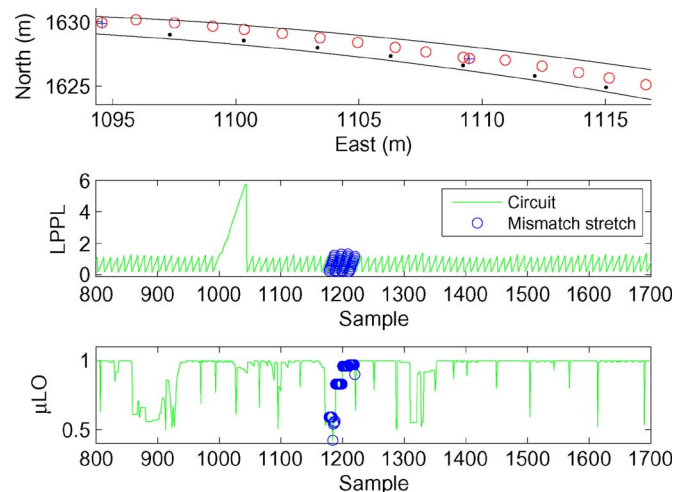 1630
1625
North (m)
1095 1100 1105 1110 1115
East (m)
6
4
2
0
LPPL
Circuit
Mismatch stretch
800 900 1000 1100 1200 1300 1400 1500 1600 1700
Sample
1
0.5
µLO
800 900 1000 1100 1200 1300 1400 1500 1600 1700
Sample